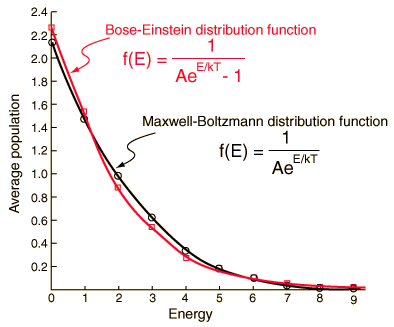 2.4
2.2
2.0
1.8
1.6
1.4
1.2
1.0
0.8
0.6
0.4
0.2
Average population
Bose-Einstein distribution function
f(E) = 1
Ae^E/kT - 1
Maxwell-Boltzmann distribution function
f(E) = 1
Ae^E/kT
0 1 2 3 4 5 6 7 8 9
Energy